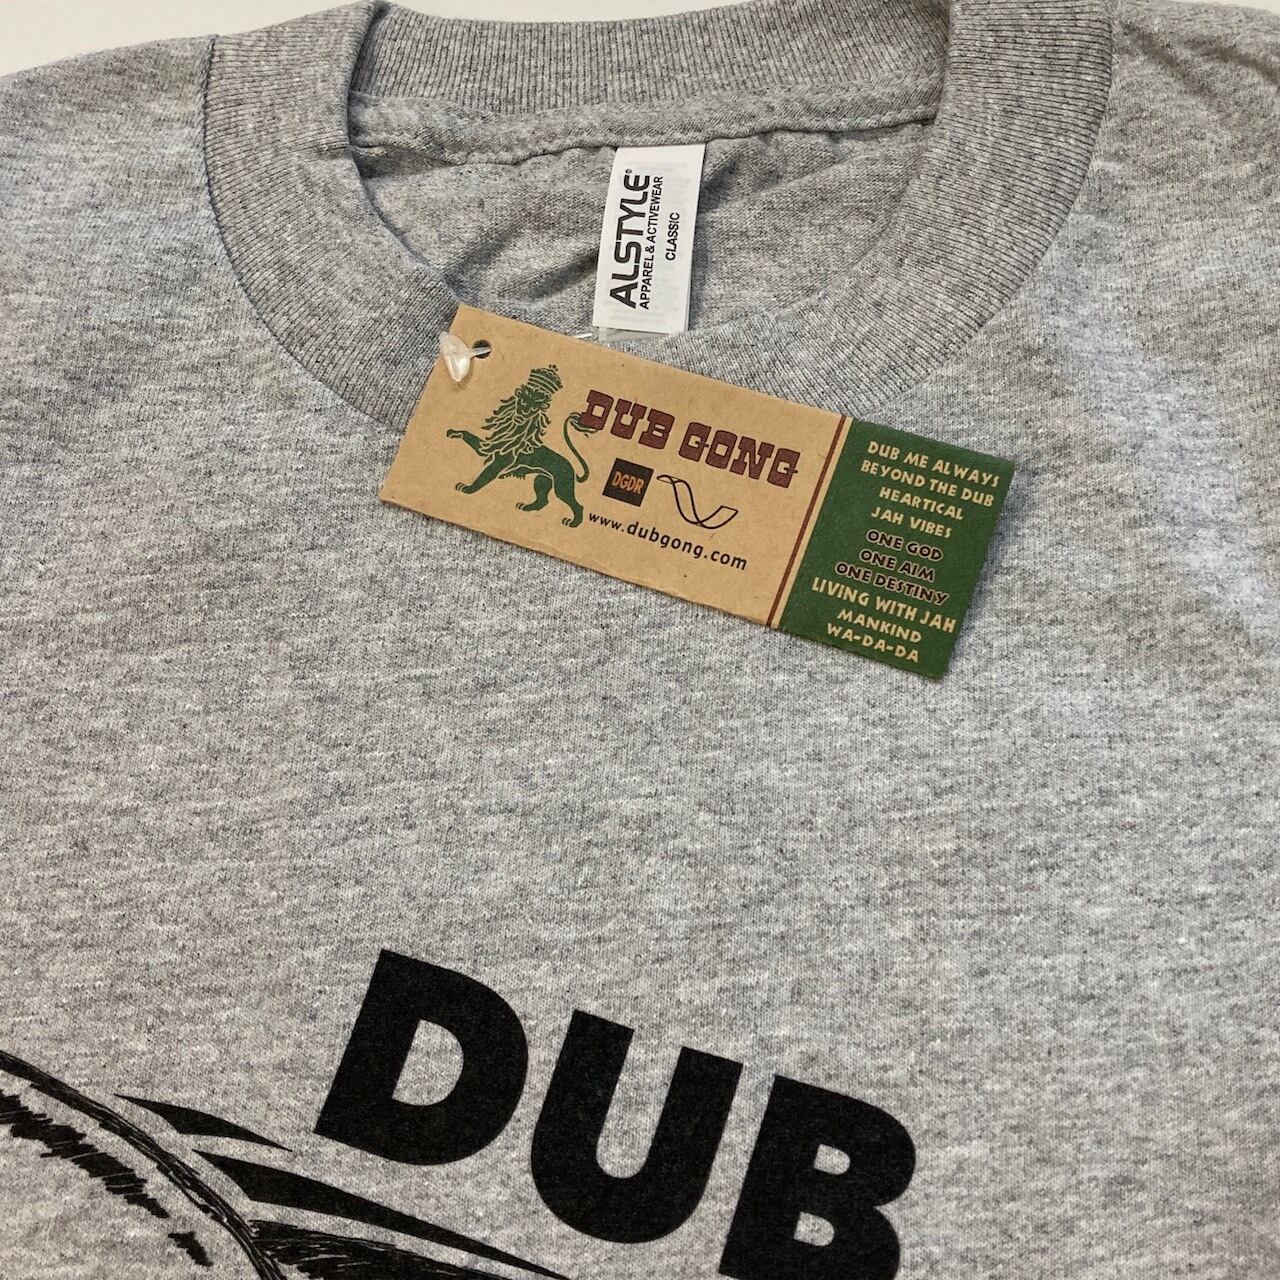 ALSTYLE®
APPAREL & ACTIVEWEAR
CLASSIC
DUB GONG
DGDR
www.dubgong.com
DUB ME ALWAYS
BEYOND THE DUB
HEARTICAL
JAH VIBES
ONE GOD
ONE AIM
ONE DESTINY
LIVING WITH JAH
MANKIND
WA-DA-DA
DUB